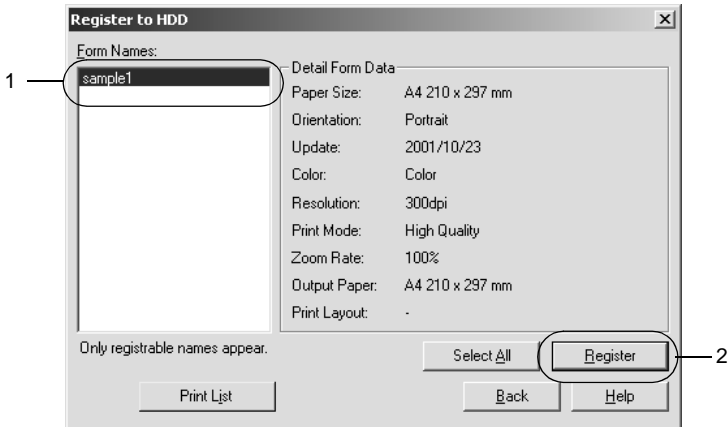 Register to HDD
Form Names:
1
sample1
Detail Form Data
Paper Size: A4 210 x 297 mm
Orientation: Portrait
Update: 2001/10/23
Color: Color
Resolution: 300dpi
Print Mode: High Quality
Zoom Rate: 100%
Output Paper: A4 210 x 297 mm
Print Layout: -
Only registrable names appear.
Select All
Register
2
Print List
Back
Help